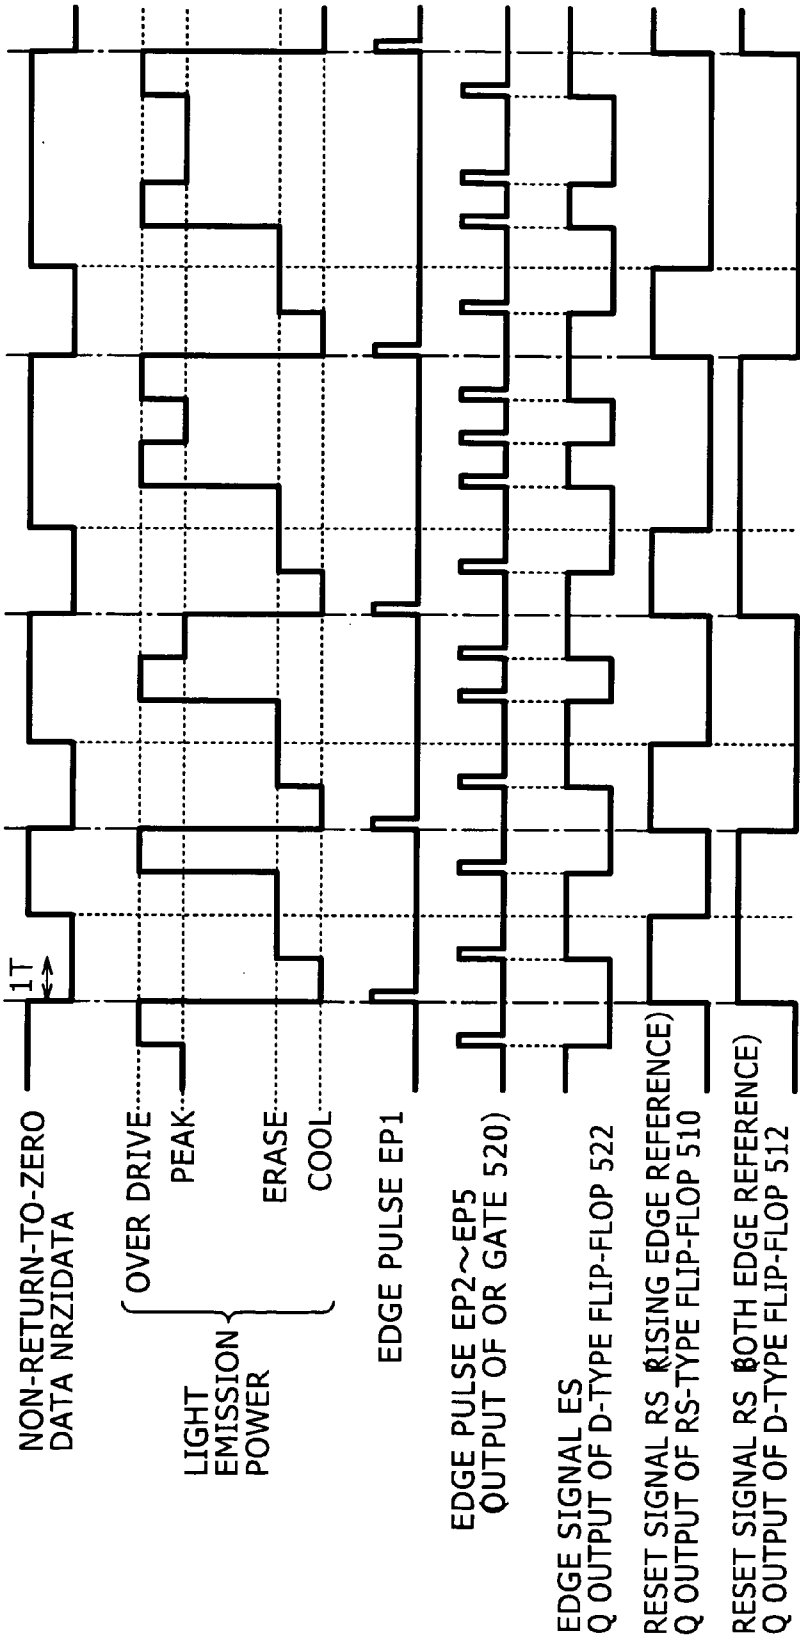 NON-RETURN-TO-ZERO
DATA NRZIDATA
1T
LIGHT
EMISSION
POWER
OVER DRIVE
PEAK
ERASE
COOL
EDGE PULSE EP1
EDGE PULSE EP2~EP5
(OUTPUT OF OR GATE 520)
EDGE SIGNAL ES
Q OUTPUT OF D-TYPE FLIP-FLOP 522
RESET SIGNAL RS (RISING EDGE REFERENCE)
Q OUTPUT OF RS-TYPE FLIP-FLOP 510
RESET SIGNAL RS (BOTH EDGE REFERENCE)
Q OUTPUT OF D-TYPE FLIP-FLOP 512